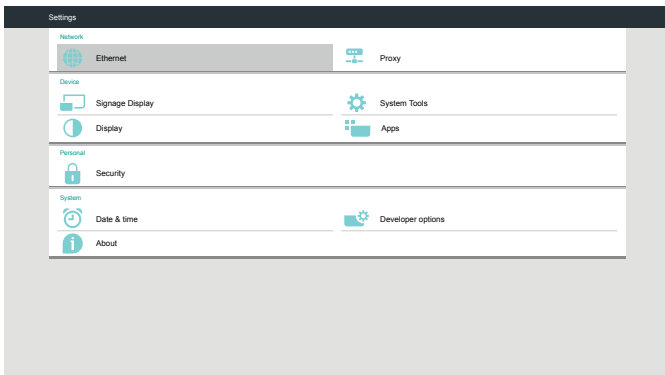 Settings
Network
Ethernet
Proxy
Device
Signage Display
System Tools
Display
Apps
Personal
Security
System
Date & time
Developer options
About